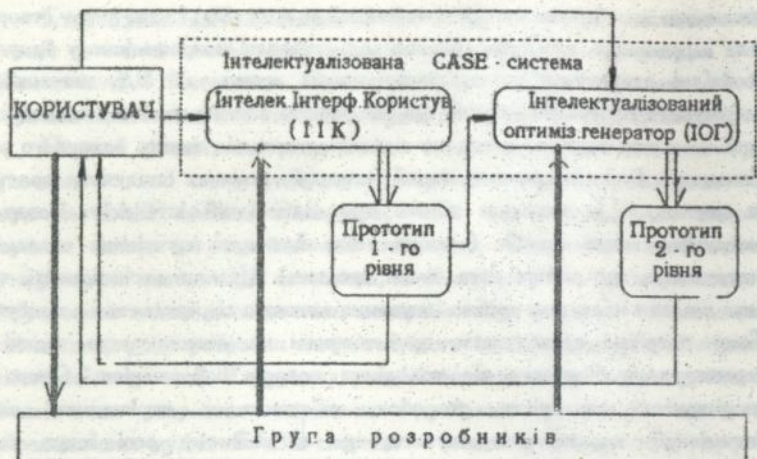 Інтелектуалізована CASE - система
КОРИСТУВАЧ
Інтелек.Інтерф.Користув
( І І К )
Інтелектуалізований
оптиміз.генератор (ІОГ)
Прототип
1 - го
рівня
Прототип
2 - го
рівня
Група розробників